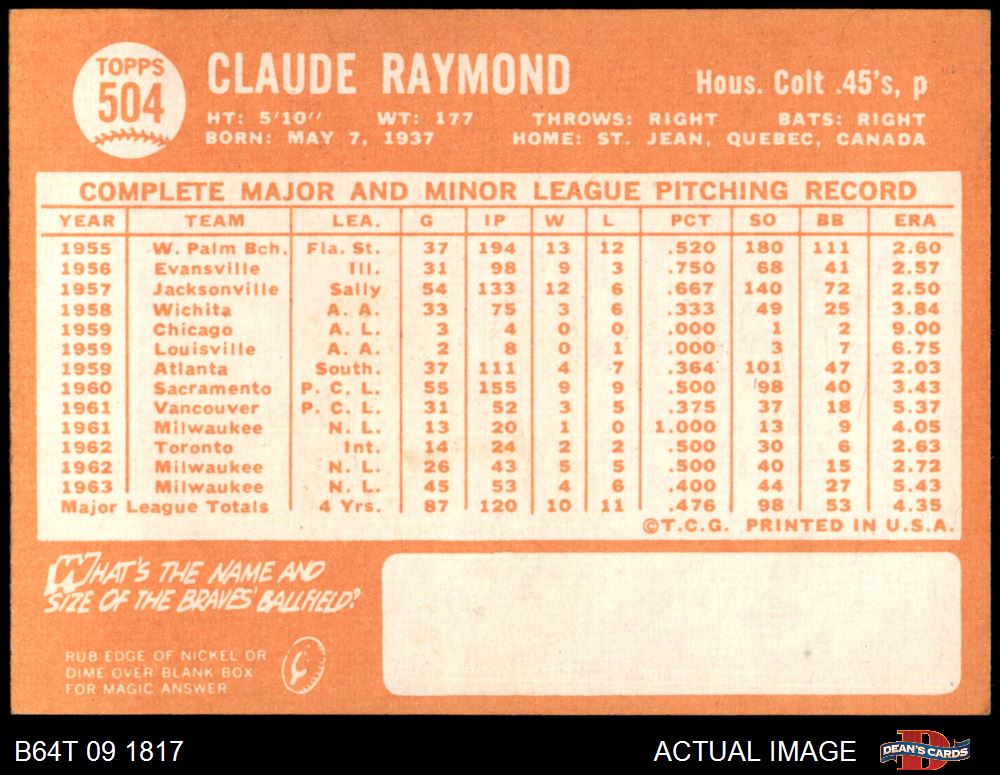 TOPPS
504
CLAUDE RAYMOND
Hous. Colt .45's, p
HT: 5'10" WT: 177 THROWS: RIGHT BATS: RIGHT
BORN: MAY 7, 1937 HOME: ST. JEAN, QUEBEC, CANADA
COMPLETE MAJOR AND MINOR LEAGUE PITCHING RECORD
YEAR TEAM LEA. G IP W L PCT SO BB ERA
1955 W. Palm Bch. Fla. St. 37 194 13 12 .520 180 111 2.60
1956 Evansville Ill. 31 98 9 3 .750 68 41 2.57
1957 Jacksonville Sally 54 133 12 6 .667 140 72 2.50
1958 Wichita A. A. 33 75 3 6 .333 49 25 3.84
1959 Chicago A. L. 3 4 0 0 .000 1 2 9.00
1959 Louisville A. A. 2 8 0 1 .000 3 7 6.75
1959 Atlanta South. 37 111 4 7 .364 101 47 2.03
1960 Sacramento P. C. L. 55 155 9 9 .500 98 40 3.43
1961 Vancouver P. C. L. 31 52 3 5 .375 37 18 5.37
1961 Milwaukee N. L. 13 20 1 0 1.000 13 9 4.05
1962 Toronto Int. 14 24 2 2 .500 30 6 2.63
1962 Milwaukee N. L. 26 43 5 5 .500 40 15 2.72
1963 Milwaukee N. L. 45 53 4 6 .400 44 27 5.43
Major League Totals 4 Yrs. 87 120 10 11 .476 98 53 4.35
©T.C.G. PRINTED IN U.S.A.
WHAT'S THE NAME AND
SIZE OF THE BRAVES' BALLFIELD?
RUB EDGE OF NICKEL OR
DIME OVER BLANK BOX
FOR MAGIC ANSWER
B64T 09 1817
ACTUAL IMAGE
DEAN'S CARDS